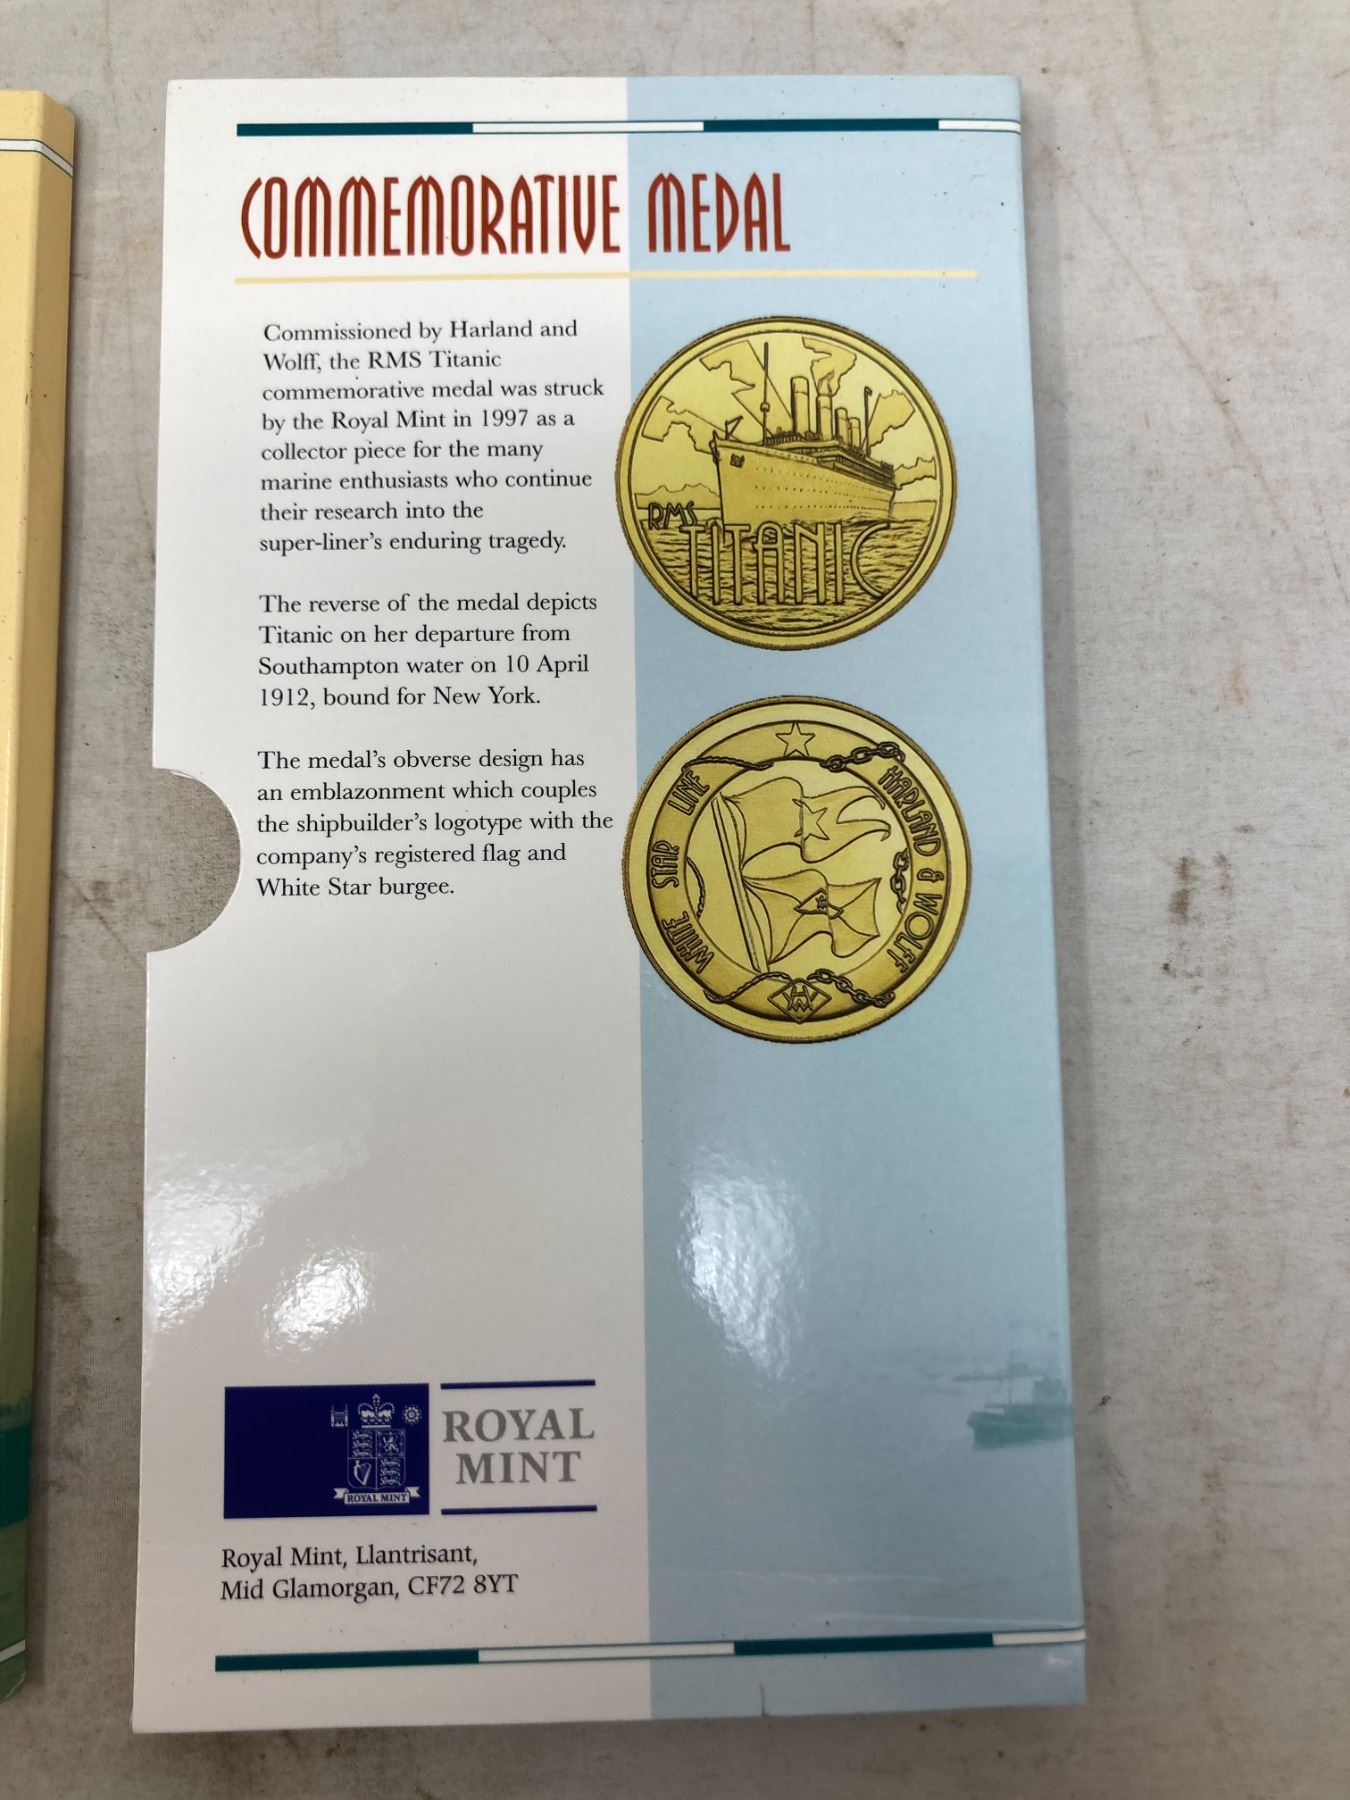 COMMEMORATIVE MEDAL
Commissioned by Harland and
Wolff, the RMS Titanic
commemorative medal was struck
by the Royal Mint in 1997 as a
collector piece for the many
marine enthusiasts who continue
their research into the
super-liner's enduring tragedy.
The reverse of the medal depicts
Titanic on her departure from
Southampton water on 10 April
1912, bound for New York.
The medal's obverse design has
an emblazonment which couples
the shipbuilder's logotype with the
company's registered flag and
White Star burgee.
RMS
TITANIC
WHITE STAR LINE
HARLAND & WOLFF
ROYAL MINT
ROYAL
MINT
Royal Mint, Llantrisant,
Mid Glamorgan, CF72 8YT